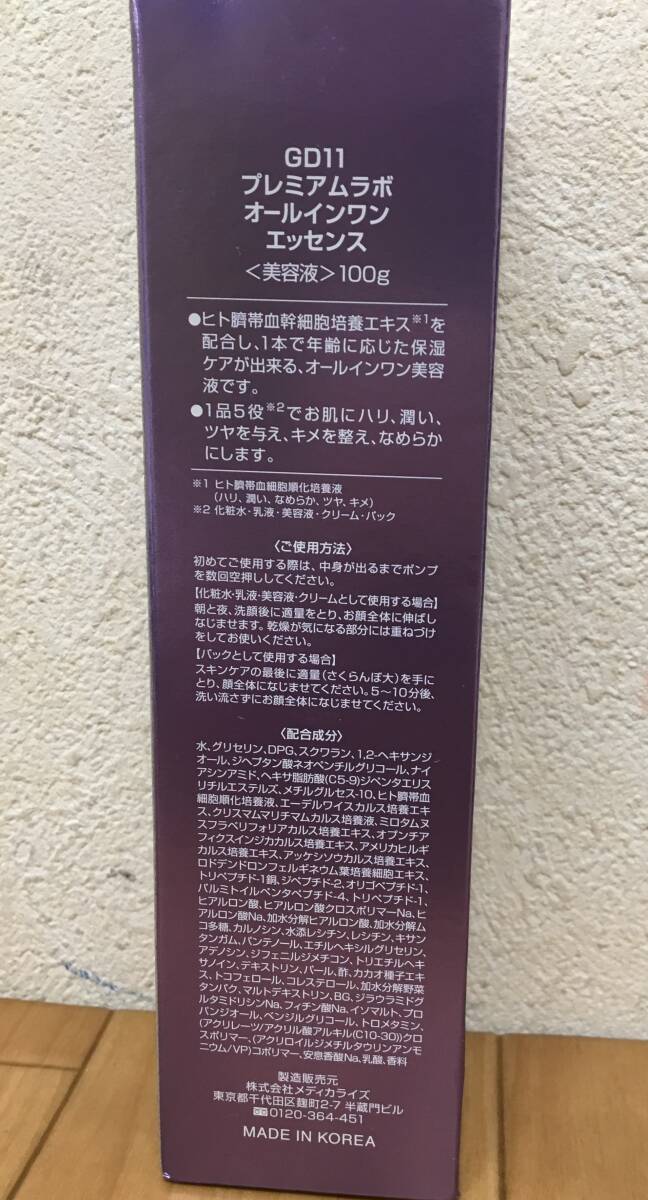 GD11
プレミアムラボ
オールインワン
エッセンス
＜美容液＞100g
●ヒト臍帯血幹細胞培養エキス※1を
配合し、1本で年齢に応じた保湿
ケアが出来る、オールインワン美容
液です。
●1品5役※2でお肌にハリ、潤い、
ツヤを与え、キメを整え、なめらか
にします。
※1 ヒト臍帯血細胞順化培養液
（ハリ、潤い、なめらか、ツヤ、キメ）
※2 化粧水・乳液・美容液・クリーム・パック
〈ご使用方法〉
初めてご使用する際は、中身が出るまでポンプ
を数回空押ししてください。
【化粧水・乳液・美容液・クリームとして使用する場合】
朝と夜、洗顔後に適量をとり、お顔全体に伸ばし
なじませます。乾燥が気になる部分には重ねづけ
をしてお使いください。
【パックとして使用する場合】
スキンケアの最後に適量（さくらんぼ大）を手に
とり、顔全体になじませてください。5〜10分後、
洗い流さずにお顔全体になじませてください。
〈配合成分〉
水、グリセリン、DPG、スクワラン、1,2-ヘキサンジ
オール、ジヘプタン酸ネオペンチルグリコール、ナイ
アシンアミド、ヘキサ脂肪酸（C5-9）ジペンタエリス
リチルエステルズ、メチルグルセス-10、ヒト臍帯血
細胞順化培養液、エーデルワイスカルス培養エキ
ス、クリスマムマリチマムカルス培養液、ミロタムヌ
スフラベリフォリアカルス培養エキス、オプンチア
フィクスインジカカルス培養エキス、アメリカヒルギ
カルス培養エキス、アッケシソウカルス培養エキス、
ロドデンドロンフェルギネウム葉培養細胞エキス、
トリペプチド-1銅、ジペプチド-2、オリゴペプチド-1、
パルミトイルペンタペプチド-4、トリペプチド-1、
ヒアルロン酸、ヒアルロン酸クロスポリマーNa、ヒ
アルロン酸Na、加水分解ヒアルロン酸、加水分解ム
コ多糖、カルノシン、水添レシチン、レシチン、キサン
タンガム、パンテノール、エチルヘキシルグリセリン、
アデノシン、ジフェニルジメチコン、トリエチルヘキ
サノイン、デキストリン、パール、酢、カカオ種子エキ
ス、トコフェロール、コレステロール、加水分解野菜
タンパク、マルトデキストリン、BG、ジラウラミドグ
ルタミドリシンNa、フィチン酸Na、イソマルト、プロ
パンジオール、ベンジルグリコール、トロメタミン、
（アクリレーツ/アクリル酸アルキル（C10-30））クロ
スポリマー、（アクリロイルジメチルタウリンアンモ
ニウム/VP）コポリマー、安息香酸Na、乳酸、香料
製造販売元
株式会社メディカライズ
東京都千代田区麹町2-7 半蔵門ビル
0120-364-451
MADE IN KOREA